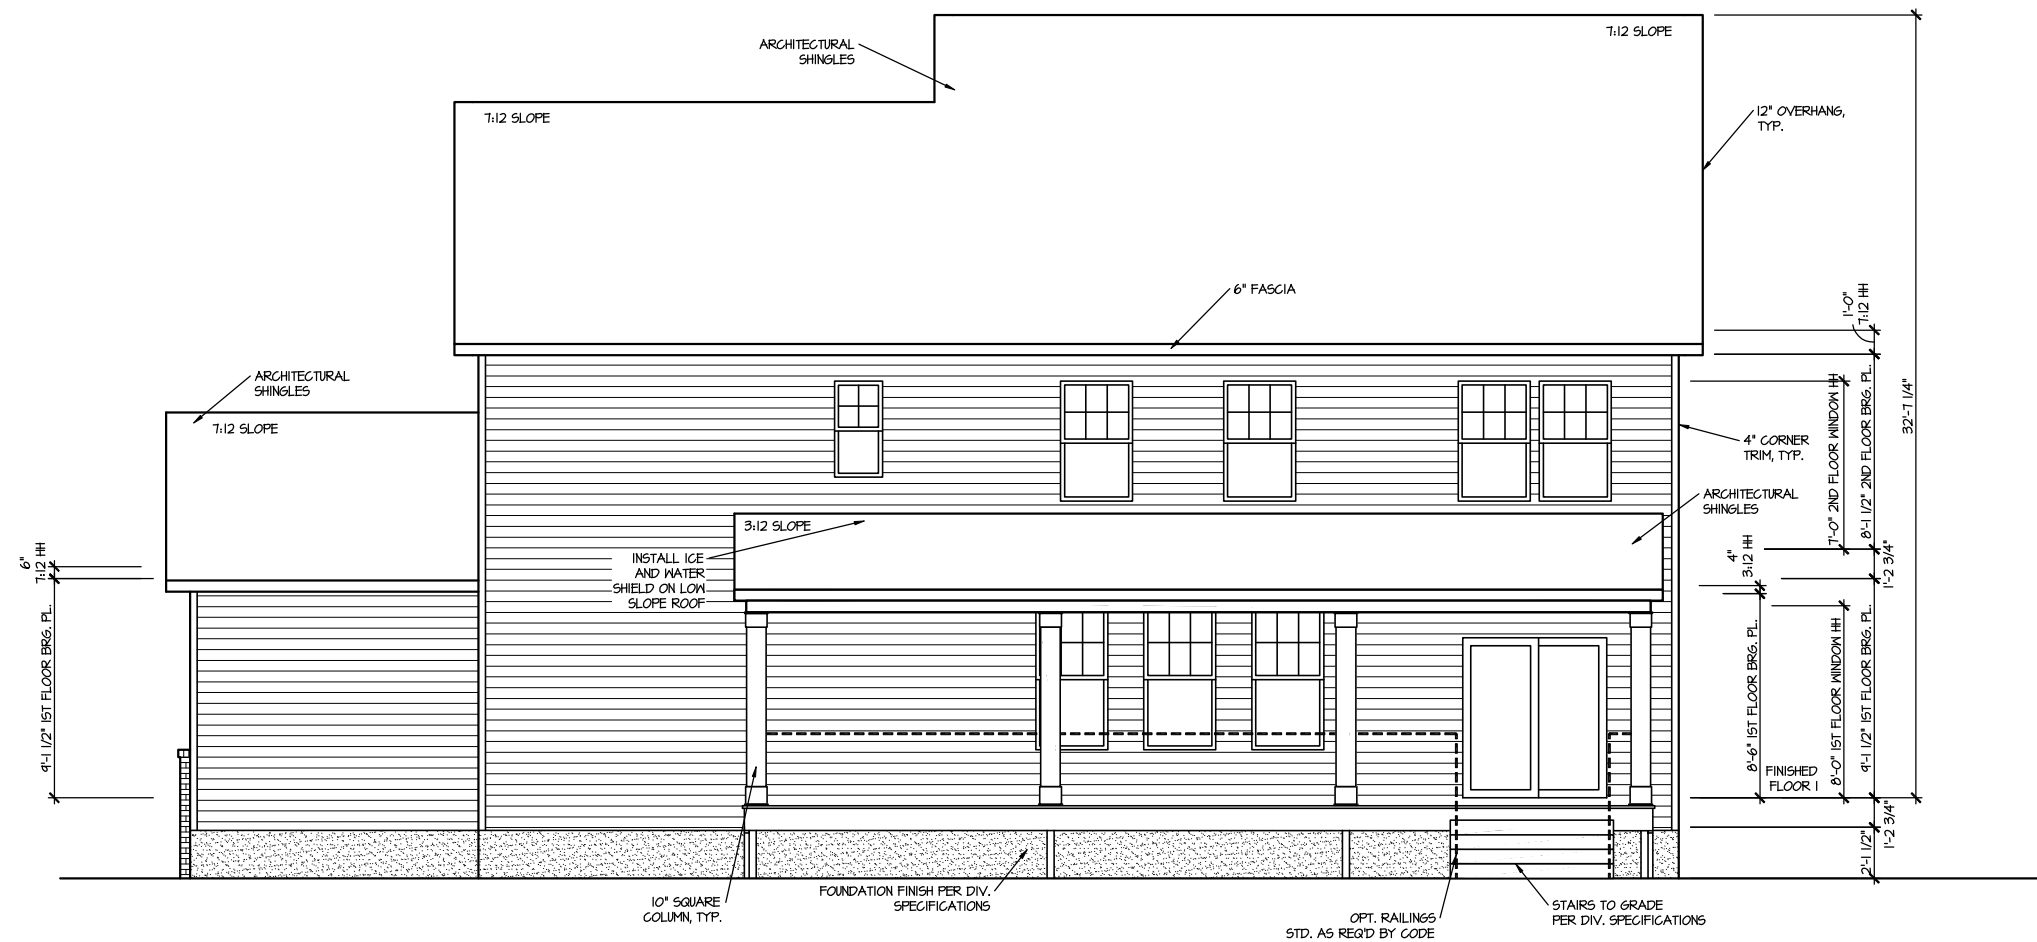 7:12 SLOPE
ARCHITECTURAL
SHINGLES
7:12 SLOPE
12" OVERHANG,
TYP.
6" FASCIA
1'-0"
7:12 HH
ARCHITECTURAL
SHINGLES
7:12 SLOPE
32'-7 1/4"
7'-0" 2ND FLOOR WINDOW HH
8'-1 1/2" 2ND FLOOR BRG. PL.
4" CORNER
TRIM, TYP.
ARCHITECTURAL
SHINGLES
3:12 SLOPE
INSTALL ICE
AND WATER
SHIELD ON LOW
SLOPE ROOF
6"
7:12 HH
9'-1 1/2" 1ST FLOOR BRG. PL.
4"
3:12 HH
1'-2 3/4"
8'-6" 1ST FLOOR BRG. PL.
8'-0" 1ST FLOOR WINDOW HH
9'-1 1/2" 1ST FLOOR BRG. PL.
FINISHED
FLOOR 1
1'-2 3/4"
2'-1 1/2"
10" SQUARE
COLUMN, TYP.
FOUNDATION FINISH PER DIV.
SPECIFICATIONS
OPT. RAILINGS
STD. AS REQ'D BY CODE
STAIRS TO GRADE
PER DIV. SPECIFICATIONS